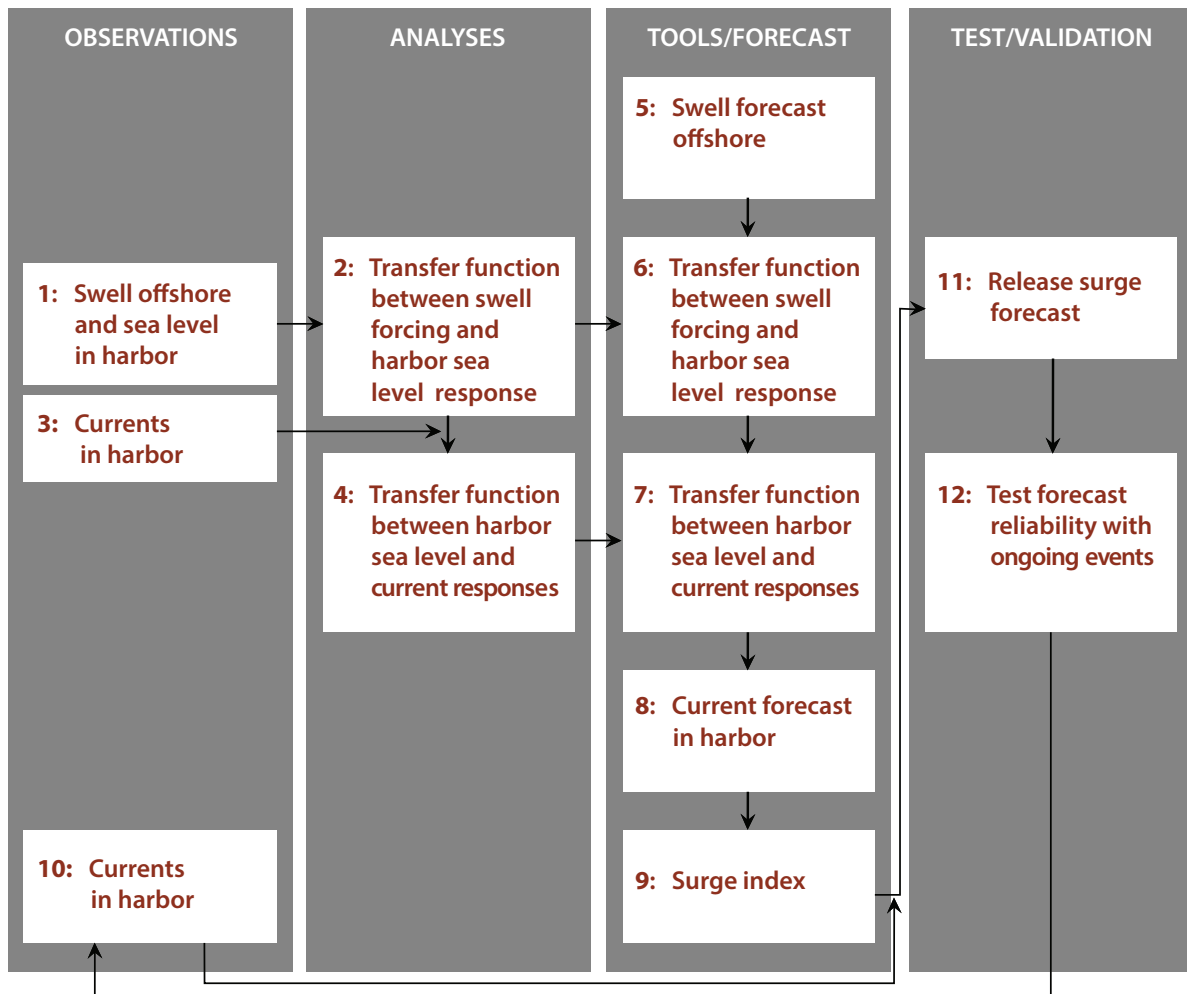 OBSERVATIONS
1: Swell offshore
and sea level
in harbor
3: Currents
in harbor
10: Currents
in harbor
ANALYSES
2: Transfer function
between swell
forcing and
harbor sea
level response
4: Transfer function
between harbor
sea level and
current responses
TOOLS/FORECAST
5: Swell forecast
offshore
6: Transfer function
between swell
forcing and
harbor sea
level response
7: Transfer function
between harbor
sea level and
current responses
8: Current forecast
in harbor
9: Surge index
TEST/VALIDATION
11: Release surge
forecast
12: Test forecast
reliability with
ongoing events